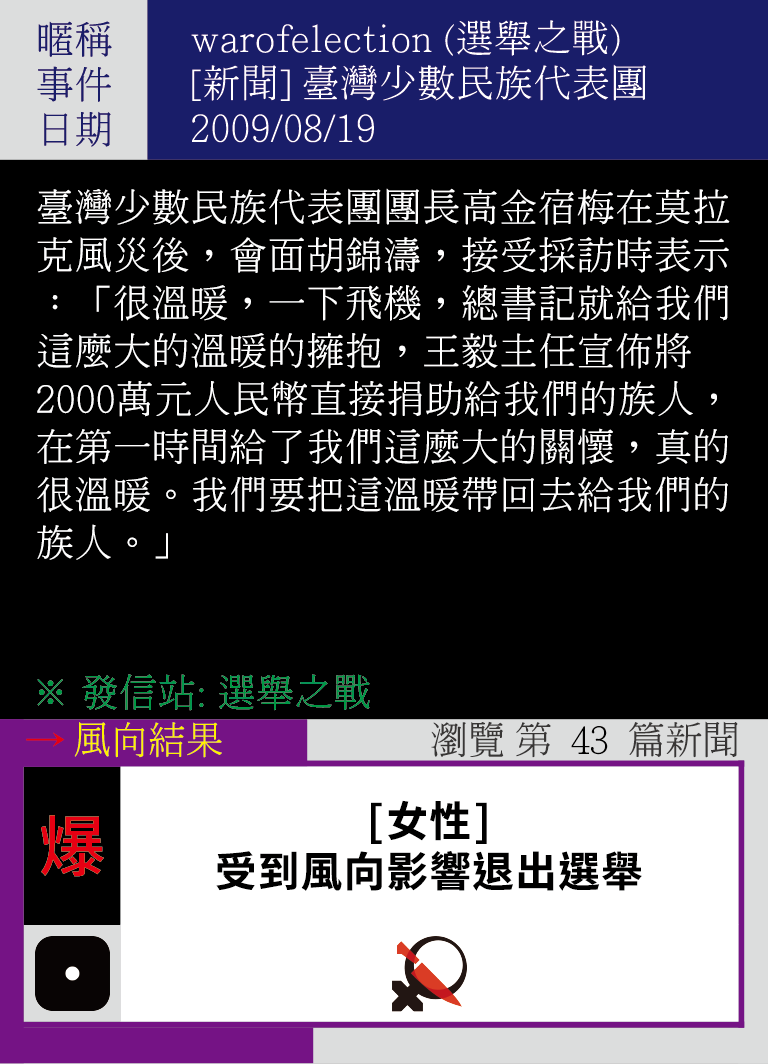 暱稱 warofelection (選舉之戰)
事件 [新聞] 臺灣少數民族代表團
日期 2009/08/19
臺灣少數民族代表團團長高金宿梅在莫拉
克風災後，會面胡錦濤，接受採訪時表示
：「很溫暖，一下飛機，總書記就給我們
這麼大的溫暖的擁抱，王毅主任宣佈將
2000萬元人民幣直接捐助給我們的族人，
在第一時間給了我們這麼大的關懷，真的
很溫暖。我們要把這溫暖帶回去給我們的
族人。」
※ 發信站: 選舉之戰
→ 風向結果 瀏覽 第 43 篇新聞
爆
[女性]
受到風向影響退出選舉